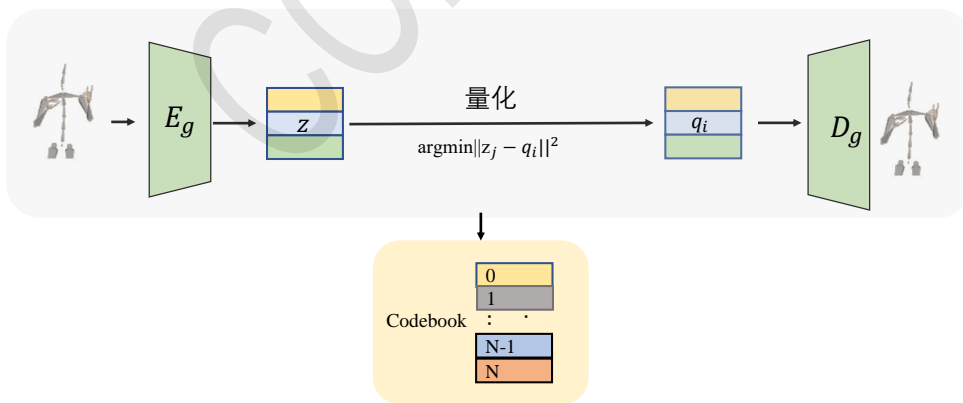 量化
E_g
z
q_i
D_g
argmin||z_j − q_i||^2
0
1
Codebook
N-1
N